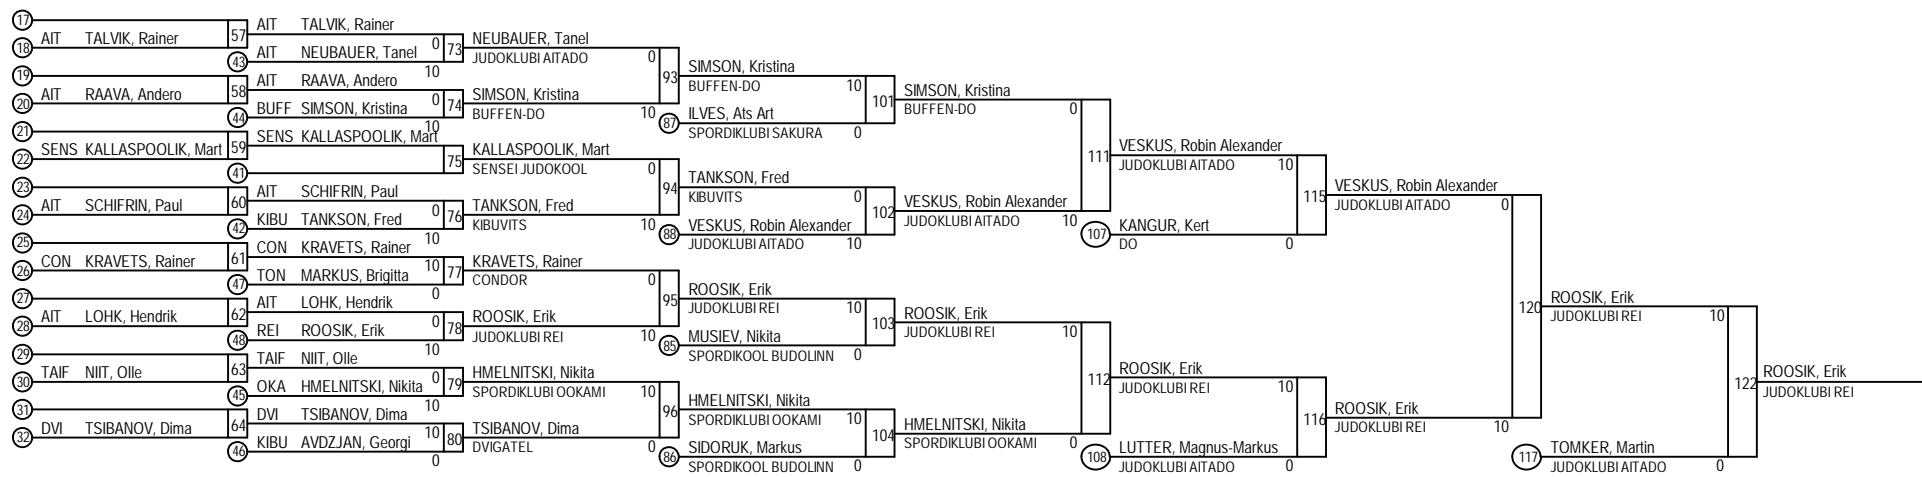 17
18 AIT TALVIK, Rainer
19
20 AIT RAAVA, Andero
21
22 SENS KALLASPOOLIK, Mart
23
24 AIT SCHIFRIN, Paul
25
26 CON KRAVETS, Rainer
27
28 AIT LOHK, Hendrik
29
30 TAIF NIIT, Olle
31
32 DVI TSIBANOV, Dima
57 AIT TALVIK, Rainer 0
43 AIT NEUBAUER, Tanel 10
58 AIT RAAVA, Andero 0
44 BUFF SIMSON, Kristina 10
59 SENS KALLASPOOLIK, Mart
41
60 AIT SCHIFRIN, Paul 0
42 KIBU TANKSON, Fred 10
61 CON KRAVETS, Rainer 10
47 TON MARKUS, Brigitta 0
62 AIT LOHK, Hendrik 0
48 REI ROOSIK, Erik 10
63 TAIF NIIT, Olle 0
45 OKA HMELNITSKI, Nikita 10
64 DVI TSIBANOV, Dima 10
46 KIBU AVDZJAN, Georgi 0
73 NEUBAUER, Tanel
JUDOKLUBI AITADO 0
74 SIMSON, Kristina
BUFFEN-DO 10
75 KALLASPOOLIK, Mart
SENSEI JUDOKOOL 0
76 TANKSON, Fred
KIBUVITS 10
77 KRAVETS, Rainer
CONDOR 0
78 ROOSIK, Erik
JUDOKLUBI REI 10
79 HMELNITSKI, Nikita
SPORDIKLUBI OOKAMI 10
80 TSIBANOV, Dima
DVIGATEL 0
93 SIMSON, Kristina
BUFFEN-DO 10
87 ILVES, Ats Art
SPORDIKLUBI SAKURA 0
94 TANKSON, Fred
KIBUVITS 0
88 VESKUS, Robin Alexander
JUDOKLUBI AITADO 10
95 ROOSIK, Erik
JUDOKLUBI REI 10
85 MUSIEV, Nikita
SPORDIKOOL BUDOLINN 0
96 HMELNITSKI, Nikita
SPORDIKLUBI OOKAMI 10
86 SIDORUK, Markus
SPORDIKOOL BUDOLINN 0
101 SIMSON, Kristina
BUFFEN-DO 0
102 VESKUS, Robin Alexander
JUDOKLUBI AITADO 10
103 ROOSIK, Erik
JUDOKLUBI REI 10
104 HMELNITSKI, Nikita
SPORDIKLUBI OOKAMI 0
111 VESKUS, Robin Alexander
JUDOKLUBI AITADO 10
107 KANGUR, Kert
DO 0
112 ROOSIK, Erik
JUDOKLUBI REI 10
108 LUTTER, Magnus-Markus
JUDOKLUBI AITADO 0
115 VESKUS, Robin Alexander
JUDOKLUBI AITADO 0
116 ROOSIK, Erik
JUDOKLUBI REI 10
120 ROOSIK, Erik
JUDOKLUBI REI 10
117 TOMKER, Martin
JUDOKLUBI AITADO 0
122 ROOSIK, Erik
JUDOKLUBI REI